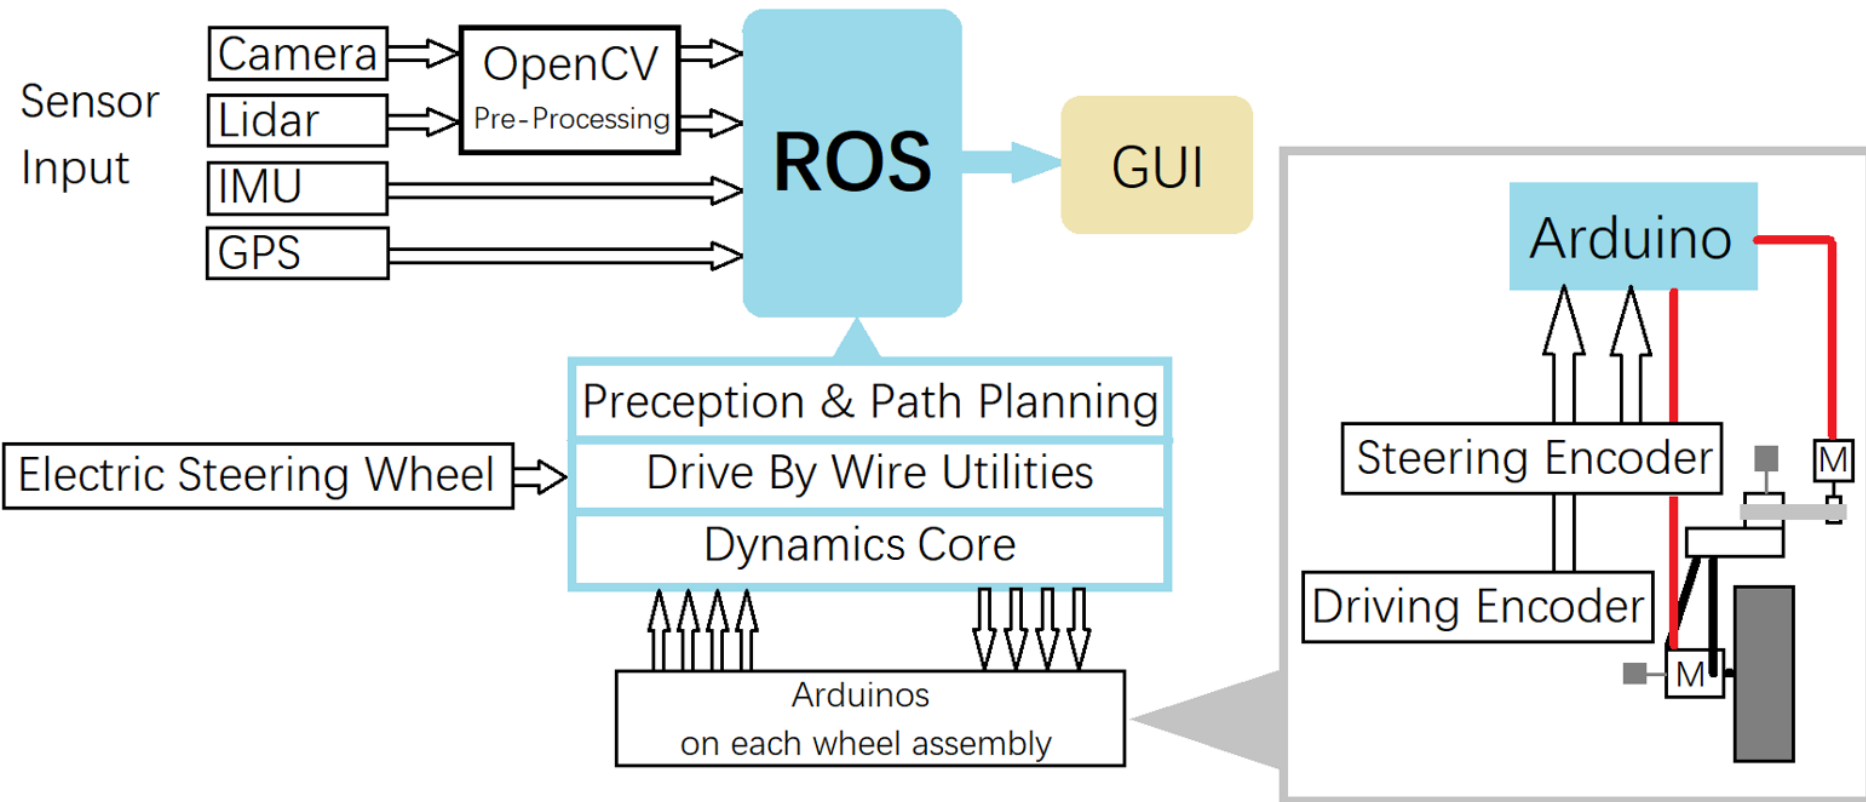 Sensor
Input
Camera
Lidar
IMU
GPS
OpenCV
Pre-Processing
ROS
GUI
Preception & Path Planning
Drive By Wire Utilities
Dynamics Core
Electric Steering Wheel
Arduinos
on each wheel assembly
Arduino
Steering Encoder
M
Driving Encoder
M